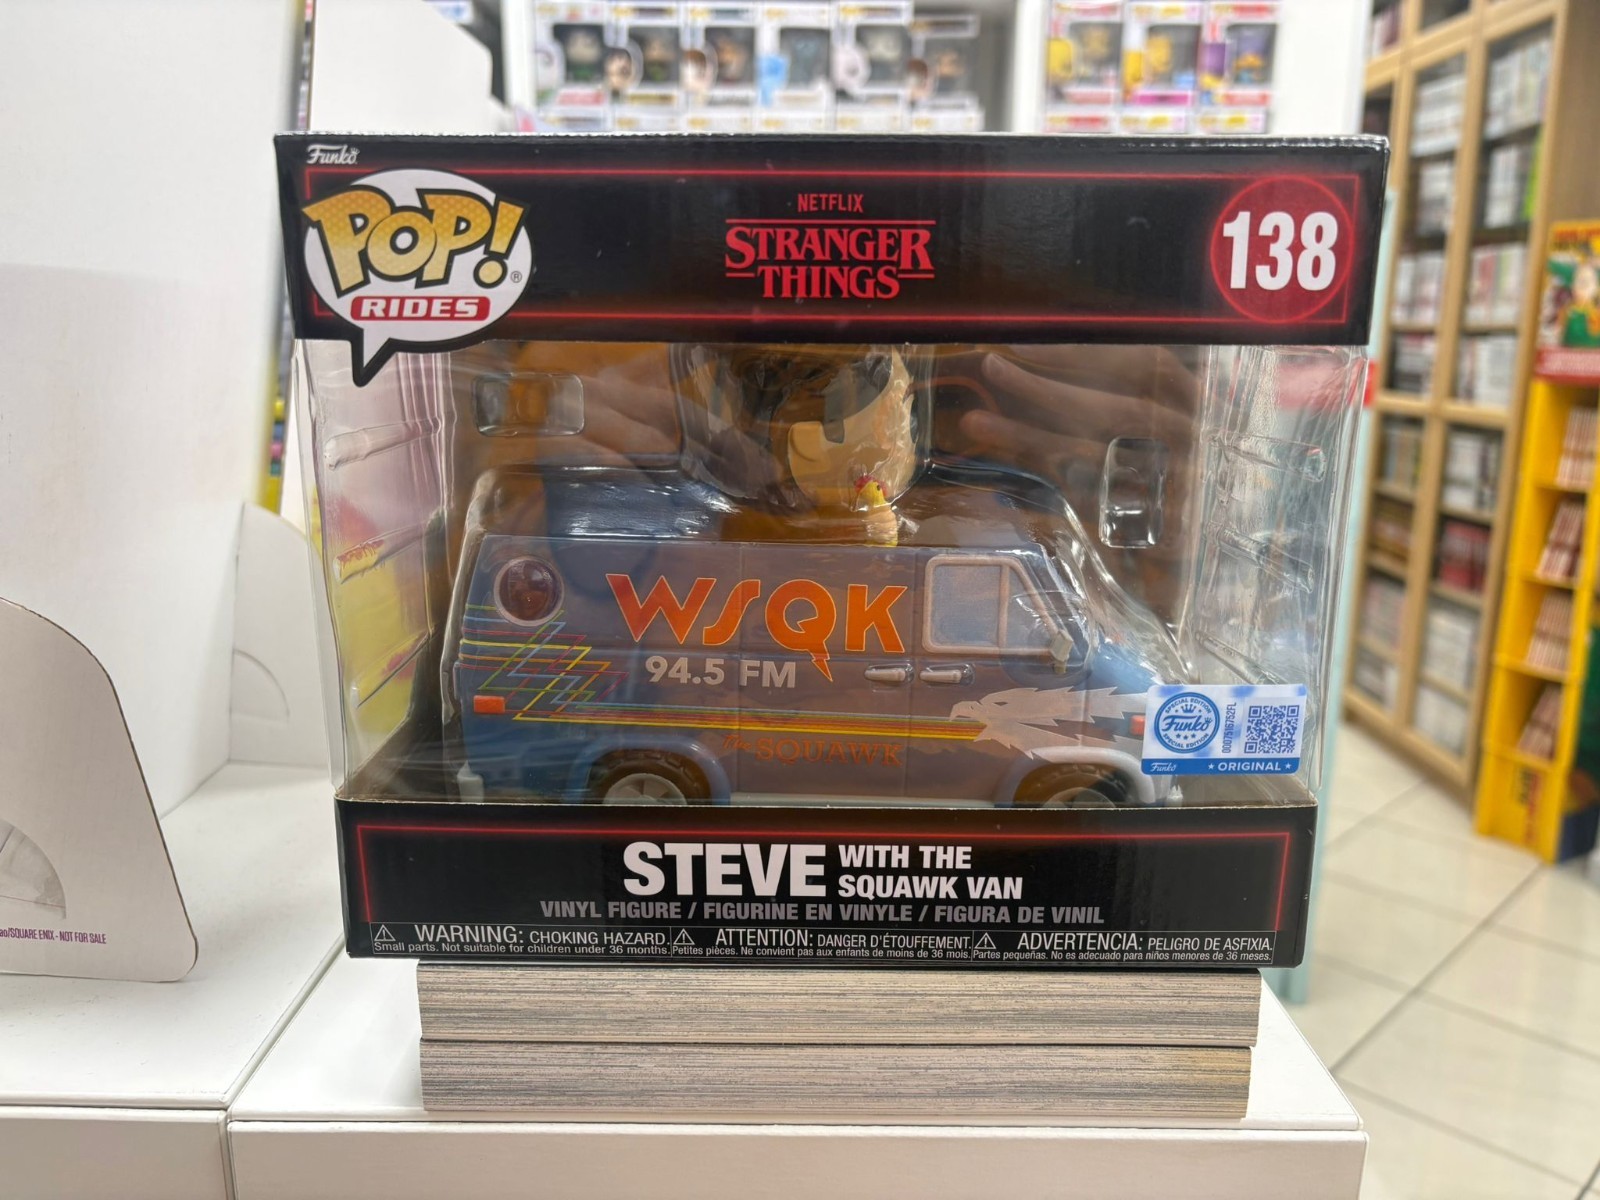 Funko
POP!®
RIDES
NETFLIX
STRANGER
THINGS
138
WSQK
94.5 FM
The SQUAWK
SPECIAL EDITION
Funko
SPECIAL EDITION
Funko
ORIGINAL
STEVE WITH THE
SQUAWK VAN
VINYL FIGURE / FIGURINE EN VINYLE / FIGURA DE VINIL
WARNING: CHOKING HAZARD.
Small parts. Not suitable for children under 36 months.
ATTENTION: DANGER D'ÉTOUFFEMENT.
Petites pièces. Ne convient pas aux enfants de moins de 36 mois.
ADVERTENCIA: PELIGRO DE ASFIXIA.
Partes pequeñas. No es adecuado para niños menores de 36 meses.
SQUARE ENIX - NOT FOR SALE